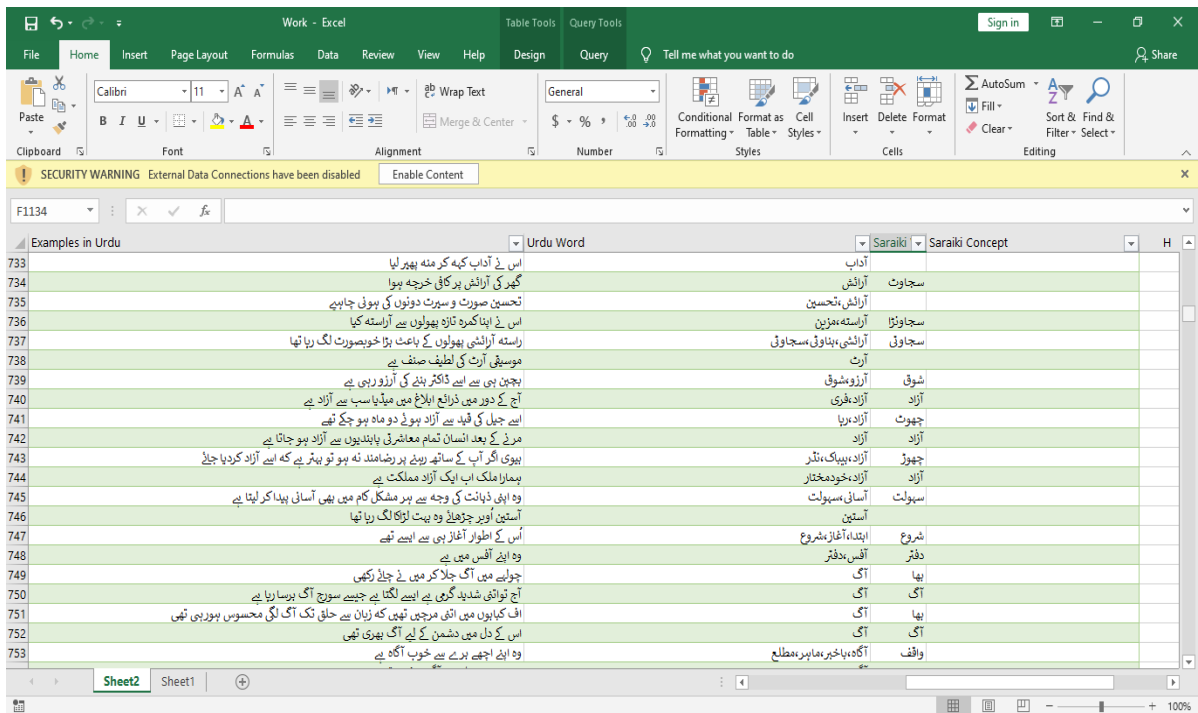 Work - Excel
Table Tools Query Tools
Sign in
File Home Insert Page Layout Formulas Data Review View Help Design Query Tell me what you want to do Share
Paste
Calibri 11
Wrap Text
Merge & Center
General
$ % ,
Conditional Formatting Format as Table Cell Styles
Insert Delete Format
AutoSum
Fill
Clear
Sort & Filter Find & Select
Clipboard Font Alignment Number Styles Cells Editing
SECURITY WARNING External Data Connections have been disabled Enable Content
F1134 fx
Examples in Urdu Urdu Word Saraiki Saraiki Concept H
733 اس نے آداب کہہ کر منہ پھیر لیا آداب
734 گھر کی آرائش پر کافی خرچہ ہوا آرائش سجاوٹ
735 تحسین صورت و سیرت دونوں کی ہونی چاہیے آرائش،تحسین
736 اس نے اپنا کمرہ تازہ پھولوں سے آراستہ کیا آراستہ،مزین سجاونڑا
737 راستہ آرائشی پھولوں کے باعث بڑا خوبصورت لگ رہا تھا آرائشی،بناوٹی،سجاوٹی سجاوٹی
738 موسیقی آرٹ کی لطیف صنف ہے آرٹ
739 بچپن ہی سے اسے ڈاکٹر بننے کی آرزو رہی ہے آرزو،شوق شوق
740 آج کے دور میں ذرائع ابلاغ میں میڈیا سب سے آزاد ہے آزاد،فری آزاد
741 اسے جیل کی قید سے آزاد ہوئے دو ماہ ہو چکے تھے آزاد،رہا چھوٹ
742 مرنے کے بعد انسان تمام معاشرتی پابندیوں سے آزاد ہو جاتا ہے آزاد آزاد
743 بیوی اگر آپ کے ساتھ رہنے پر رضامند نہ ہو تو بہتر ہے کہ اسے آزاد کردیا جائے آزاد،بیباک،نڈر چھوڑ
744 ہمارا ملک اب ایک آزاد مملکت ہے آزاد،خودمختار آزاد
745 وہ اپنی ذہانت کی وجہ سے ہر مشکل کام میں بھی آسانی پیدا کر لیتا ہے آسانی،سہولت سہولت
746 آستین اُوپر چڑھائے وہ بہت لڑاکا لگ رہا تھا آستین
747 اُس کے اطوار آغاز ہی سے ایسے تھے ابتدا،آغاز،شروع شروع
748 وہ اپنے آفس میں ہے آفس،دفتر دفتر
749 چولہے میں آگ جلا کر میں نے چائے رکھی آگ بھا
750 آج تواتنی شدید گرمی ہے ایسے لگتا ہے جیسے سورج آگ برسا رہا ہے آگ آگ
751 اف کبابوں میں اتنی مرچیں تھیں کہ زبان سے حلق تک آگ لگی محسوس ہورہی تھی آگ بھا
752 اس کے دل میں دشمن کے لیے آگ بھری تھی آگ آگ
753 وہ اپنے اچھے برے سے خوب آگاہ ہے آگاہ،باخبر،ماہر،مطلع واقف
Sheet2 Sheet1
100%